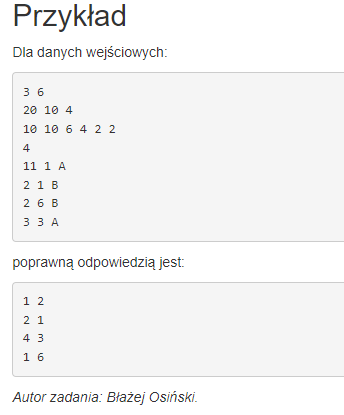 Przykład
Dla danych wejściowych:
3 6
20 10 4
10 10 6 4 2 2
4
11 1 A
2 1 B
2 6 B
3 3 A
poprawną odpowiedzią jest:
1 2
2 1
4 3
1 6
Autor zadania: Błażej Osiński.